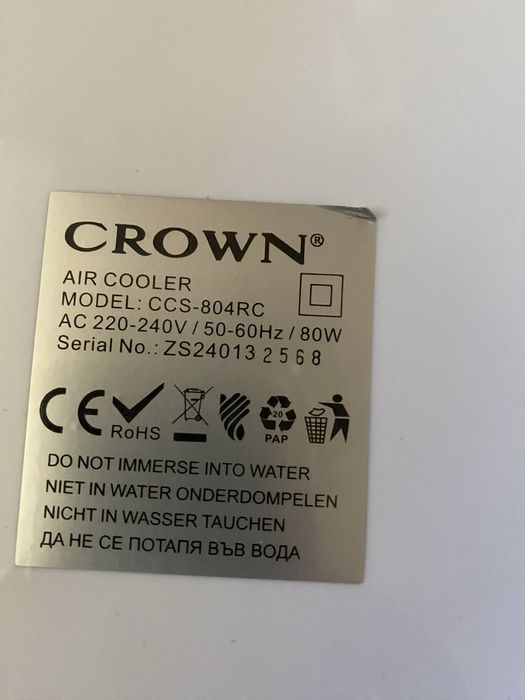 CROWN®
AIR COOLER
MODEL: CCS-804RC
AC 220-240V / 50-60Hz / 80W
Serial No.: ZS24013 2568
CE RoHS
20
PAP
DO NOT IMMERSE INTO WATER
NIET IN WATER ONDERDOMPELEN
NICHT IN WASSER TAUCHEN
ДА НЕ СЕ ПОТАПЯ ВЪВ ВОДА